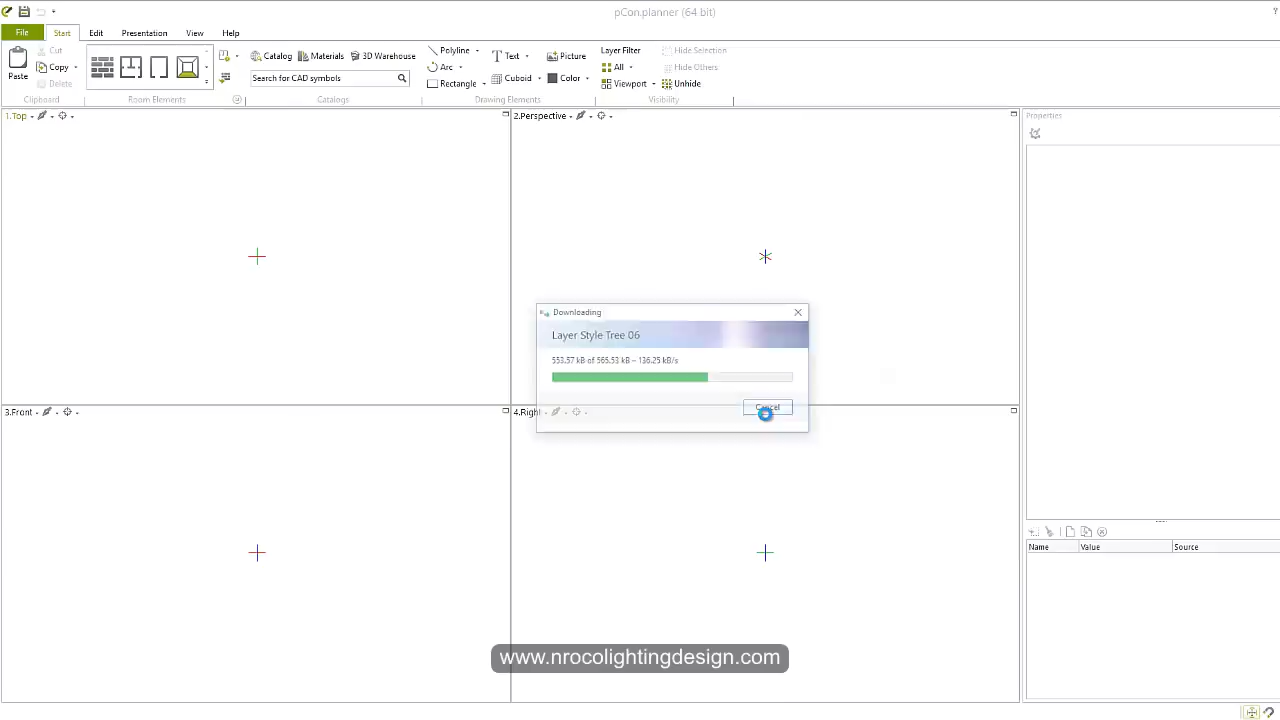 pCon.planner (64 bit)
?
File Start Edit Presentation View Help
Paste
Cut
Copy
Delete
Clipboard
Room Elements
Catalog Materials 3D Warehouse
Search for CAD symbols
Catalogs
Polyline Text Picture
Arc Cuboid Color
Rectangle
Drawing Elements
Layer Filter
All
Viewport
Hide Selection
Hide Others
Unhide
Visibility
1.Top
2.Perspective
Properties
Downloading
Layer Style Tree 06
553.57 kB of 565.53 kB – 136.25 kB/s
Cancel
3.Front
4.Right
Name Value Source
www.nrocolightingdesign.com